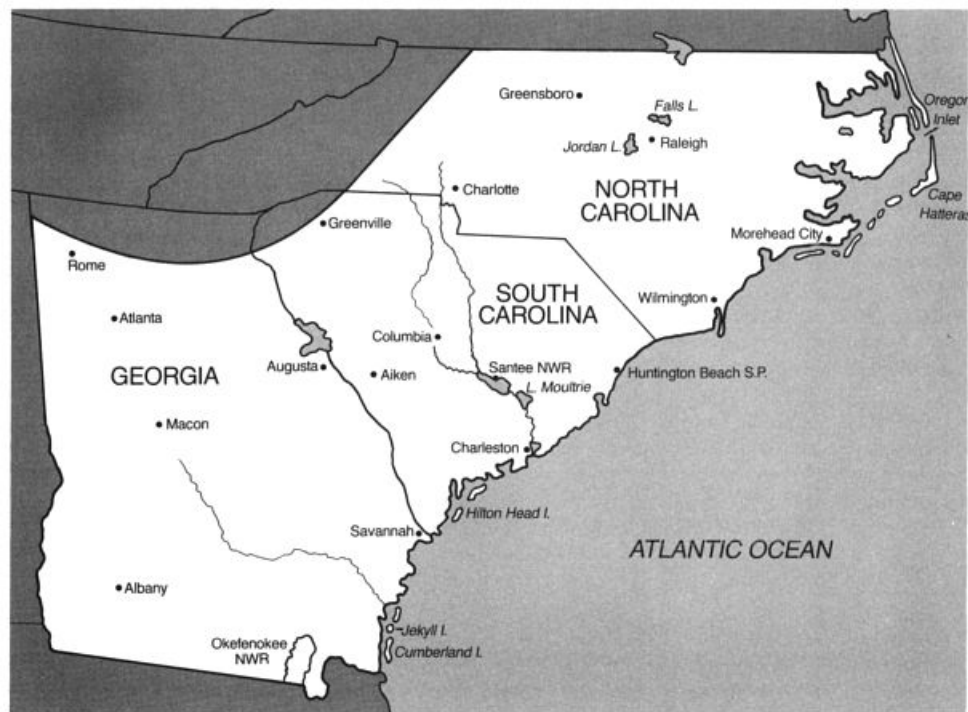 Greensboro
Falls L.
Oregon
Inlet
Jordan L.
Raleigh
Charlotte
NORTH
CAROLINA
Cape
Hatteras
Greenville
Morehead City
Rome
SOUTH
CAROLINA
Wilmington
Atlanta
Columbia
GEORGIA
Augusta
Aiken
Santee NWR
Huntington Beach S.P.
L. Moultrie
Macon
Charleston
Hilton Head I.
Savannah
ATLANTIC OCEAN
Albany
Jekyll I.
Okefenokee
NWR
Cumberland I.